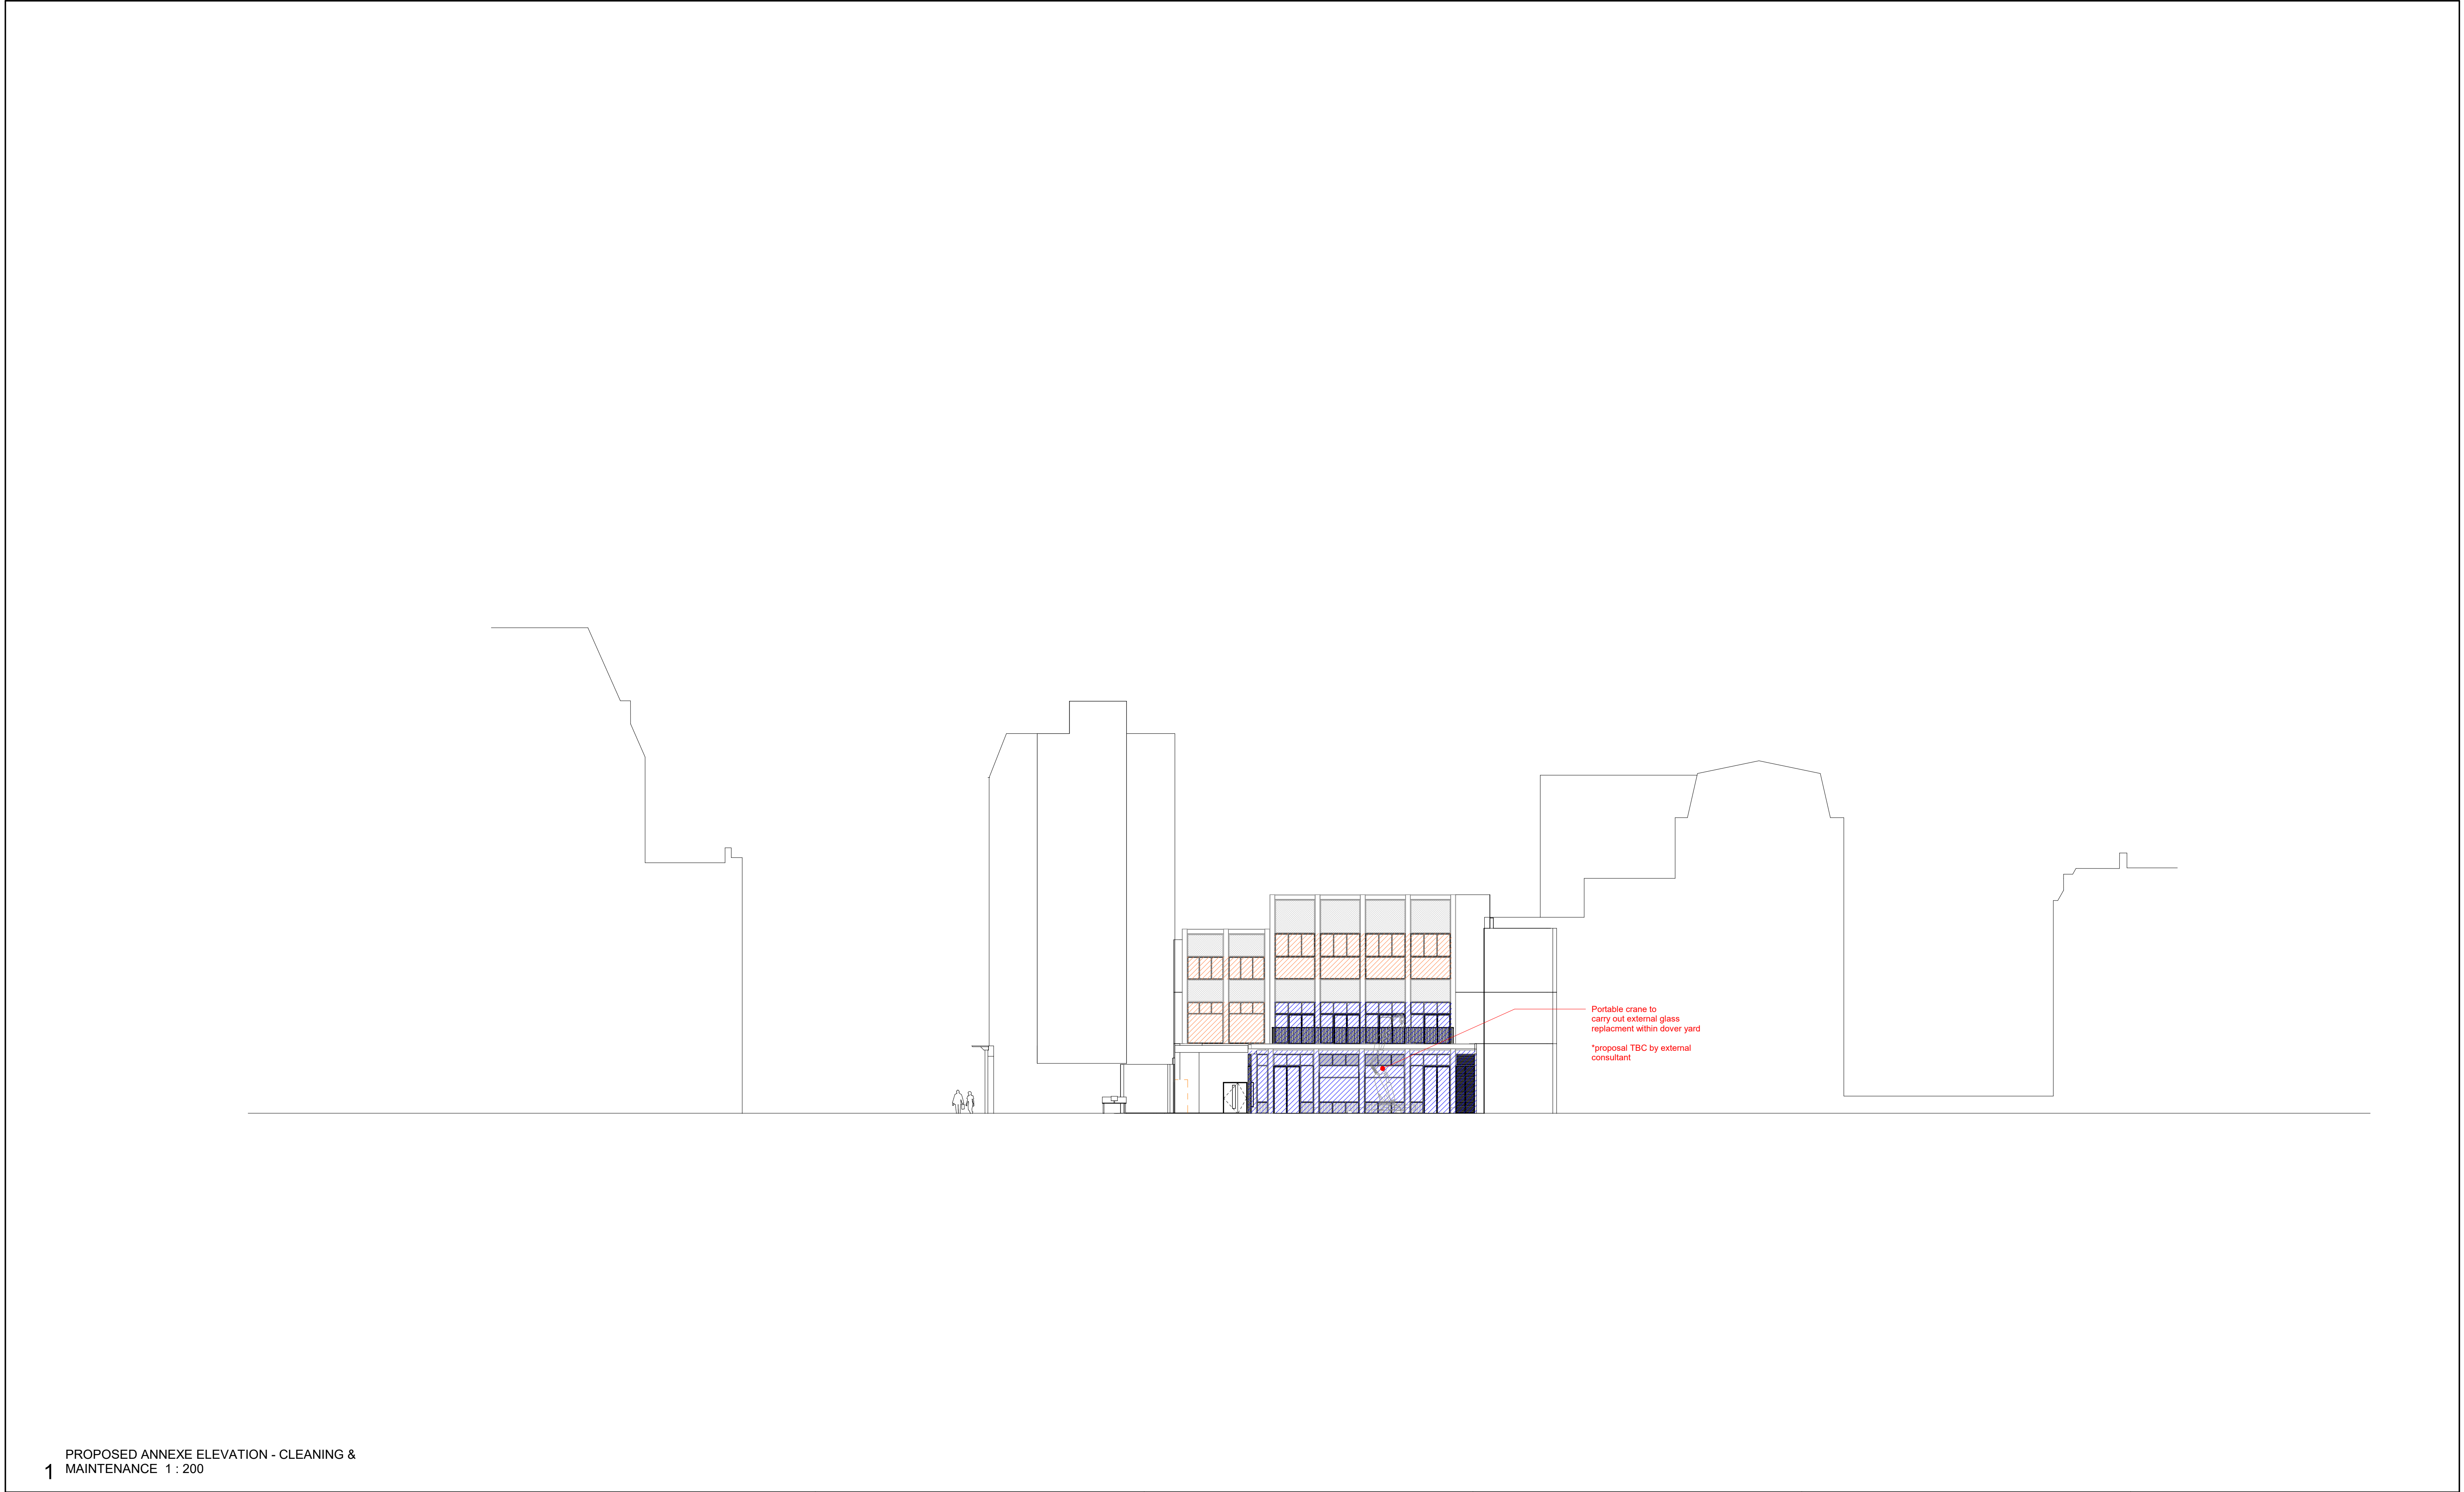 Portable crane to
carry out external glass
replacment within dover yard
*proposal TBC by external
consultant
PROPOSED ANNEXE ELEVATION - CLEANING &
1 MAINTENANCE 1 : 200